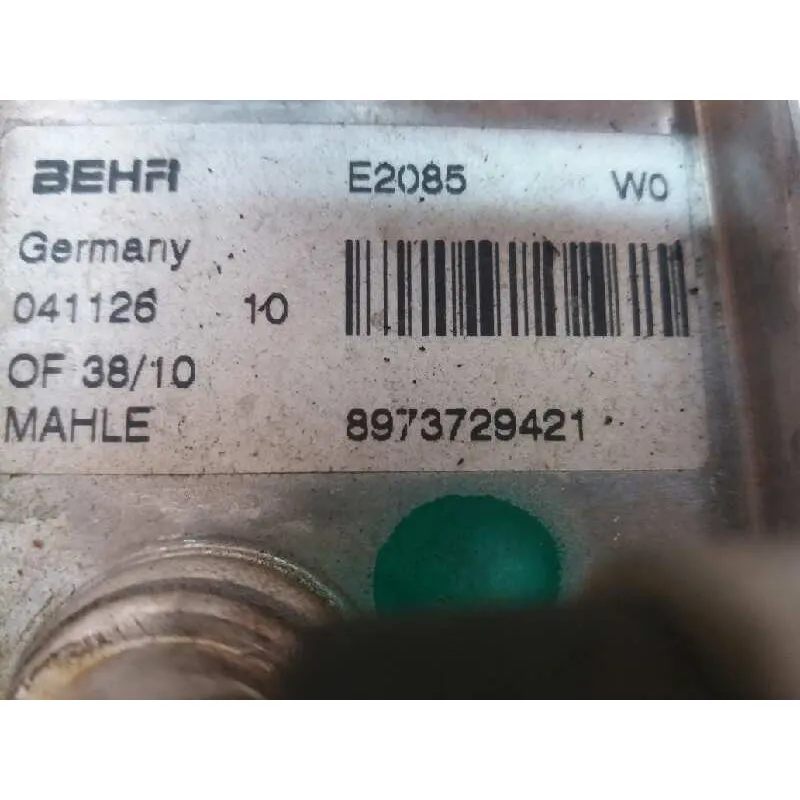 BEHR E2085 W0
Germany
041126 10
OF 38/10
MAHLE 8973729421